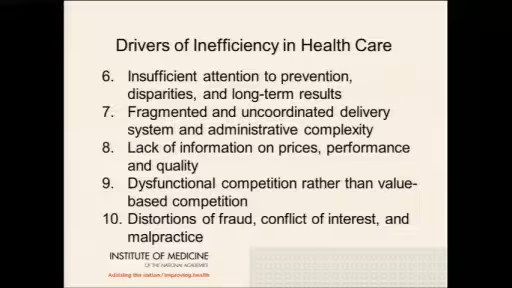 Drivers of Inefficiency in Health Care
6. Insufficient attention to prevention,
disparities, and long-term results
7. Fragmented and uncoordinated delivery
system and administrative complexity
8. Lack of information on prices, performance
and quality
9. Dysfunctional competition rather than value-
based competition
10. Distortions of fraud, conflict of interest, and
malpractice
INSTITUTE OF MEDICINE
OF THE NATIONAL ACADEMIES
Advising the nation/Improving health